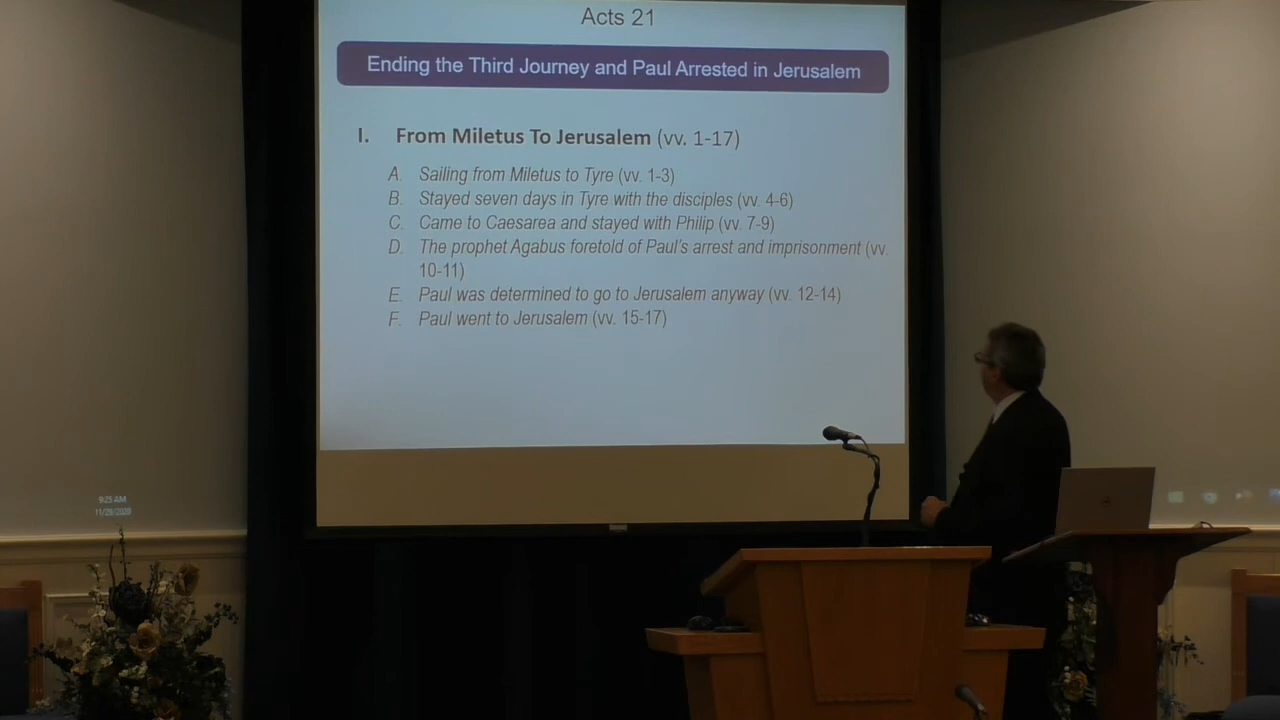 Acts 21
Ending the Third Journey and Paul Arrested in Jerusalem
I. From Miletus To Jerusalem (vv. 1-17)
A. Sailing from Miletus to Tyre (vv. 1-3)
B. Stayed seven days in Tyre with the disciples (vv. 4-6)
C. Came to Caesarea and stayed with Philip (vv. 7-9)
D. The prophet Agabus foretold of Paul's arrest and imprisonment (vv.
10-11)
E. Paul was determined to go to Jerusalem anyway (vv. 12-14)
F. Paul went to Jerusalem (vv. 15-17)
9:25 AM
11/29/2020